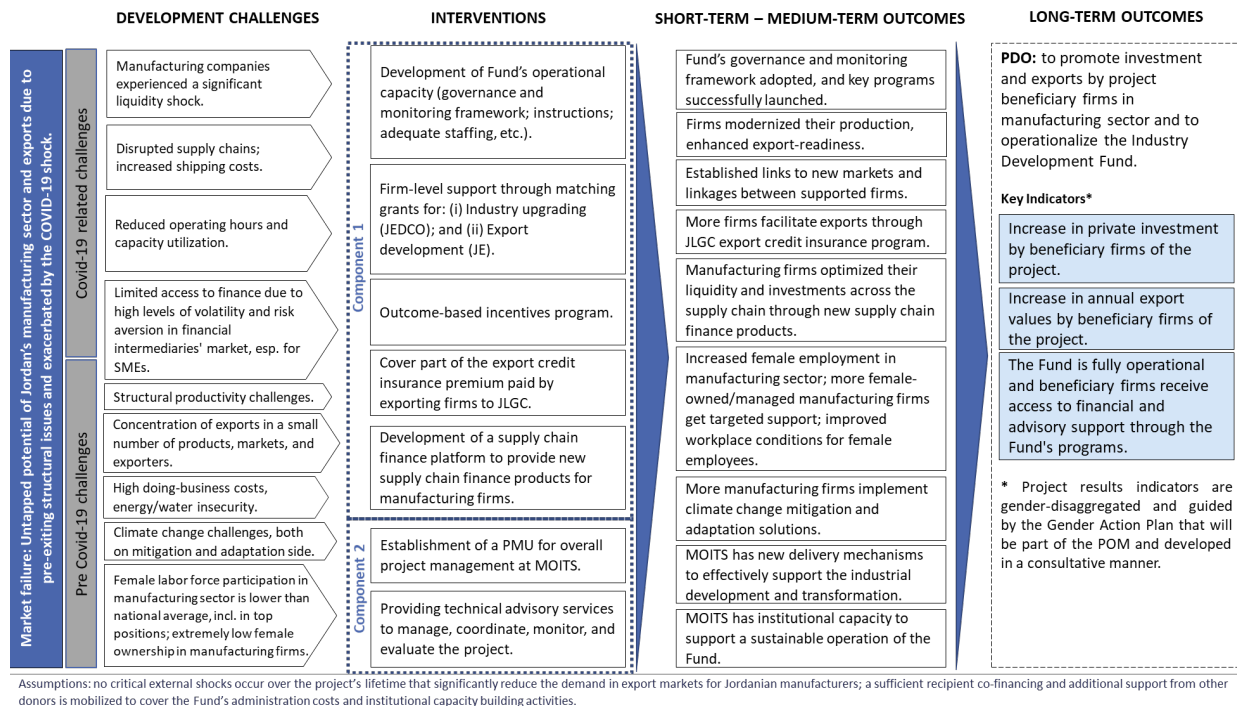 DEVELOPMENT CHALLENGES
INTERVENTIONS
SHORT-TERM – MEDIUM-TERM OUTCOMES
LONG-TERM OUTCOMES
Market failure: Untapped potential of Jordan's manufacturing sector and exports due to
pre-exiting structural issues and exacerbated by the COVID-19 shock.
Covid-19 related challenges
Manufacturing companies
experienced a significant
liquidity shock.
Disrupted supply chains;
increased shipping costs.
Reduced operating hours and
capacity utilization.
Limited access to finance due to
high levels of volatility and risk
aversion in financial
intermediaries' market, esp. for
SMEs.
Pre Covid-19 challenges
Structural productivity challenges.
Concentration of exports in a small
number of products, markets, and
exporters.
High doing-business costs,
energy/water insecurity.
Climate change challenges, both
on mitigation and adaptation side.
Female labor force participation in
manufacturing sector is lower than
national average, incl. in top
positions; extremely low female
ownership in manufacturing firms.
Component 1
Development of Fund's operational
capacity (governance and
monitoring framework; instructions;
adequate staffing, etc.).
Firm-level support through matching
grants for: (i) Industry upgrading
(JEDCO); and (ii) Export
development (JE).
Outcome-based incentives program.
Cover part of the export credit
insurance premium paid by
exporting firms to JLGC.
Development of a supply chain
finance platform to provide new
supply chain finance products for
manufacturing firms.
Component 2
Establishment of a PMU for overall
project management at MOITS.
Providing technical advisory services
to manage, coordinate, monitor, and
evaluate the project.
Fund's governance and monitoring
framework adopted, and key programs
successfully launched.
Firms modernized their production,
enhanced export-readiness.
Established links to new markets and
linkages between supported firms.
More firms facilitate exports through
JLGC export credit insurance program.
Manufacturing firms optimized their
liquidity and investments across the
supply chain through new supply chain
finance products.
Increased female employment in
manufacturing sector; more female-
owned/managed manufacturing firms
get targeted support; improved
workplace conditions for female
employees.
More manufacturing firms implement
climate change mitigation and
adaptation solutions.
MOITS has new delivery mechanisms
to effectively support the industrial
development and transformation.
MOITS has institutional capacity to
support a sustainable operation of the
Fund.
PDO: to promote investment
and exports by project
beneficiary firms in
manufacturing sector and to
operationalize the Industry
Development Fund.
Key Indicators*
Increase in private investment
by beneficiary firms of the
project.
Increase in annual export
values by beneficiary firms of
the project.
The Fund is fully operational
and beneficiary firms receive
access to financial and
advisory support through the
Fund's programs.
* Project results indicators are
gender-disaggregated and guided
by the Gender Action Plan that will
be part of the POM and developed
in a consultative manner.
Assumptions: no critical external shocks occur over the project's lifetime that significantly reduce the demand in export markets for Jordanian manufacturers; a sufficient recipient co-financing and additional support from other
donors is mobilized to cover the Fund's administration costs and institutional capacity building activities.